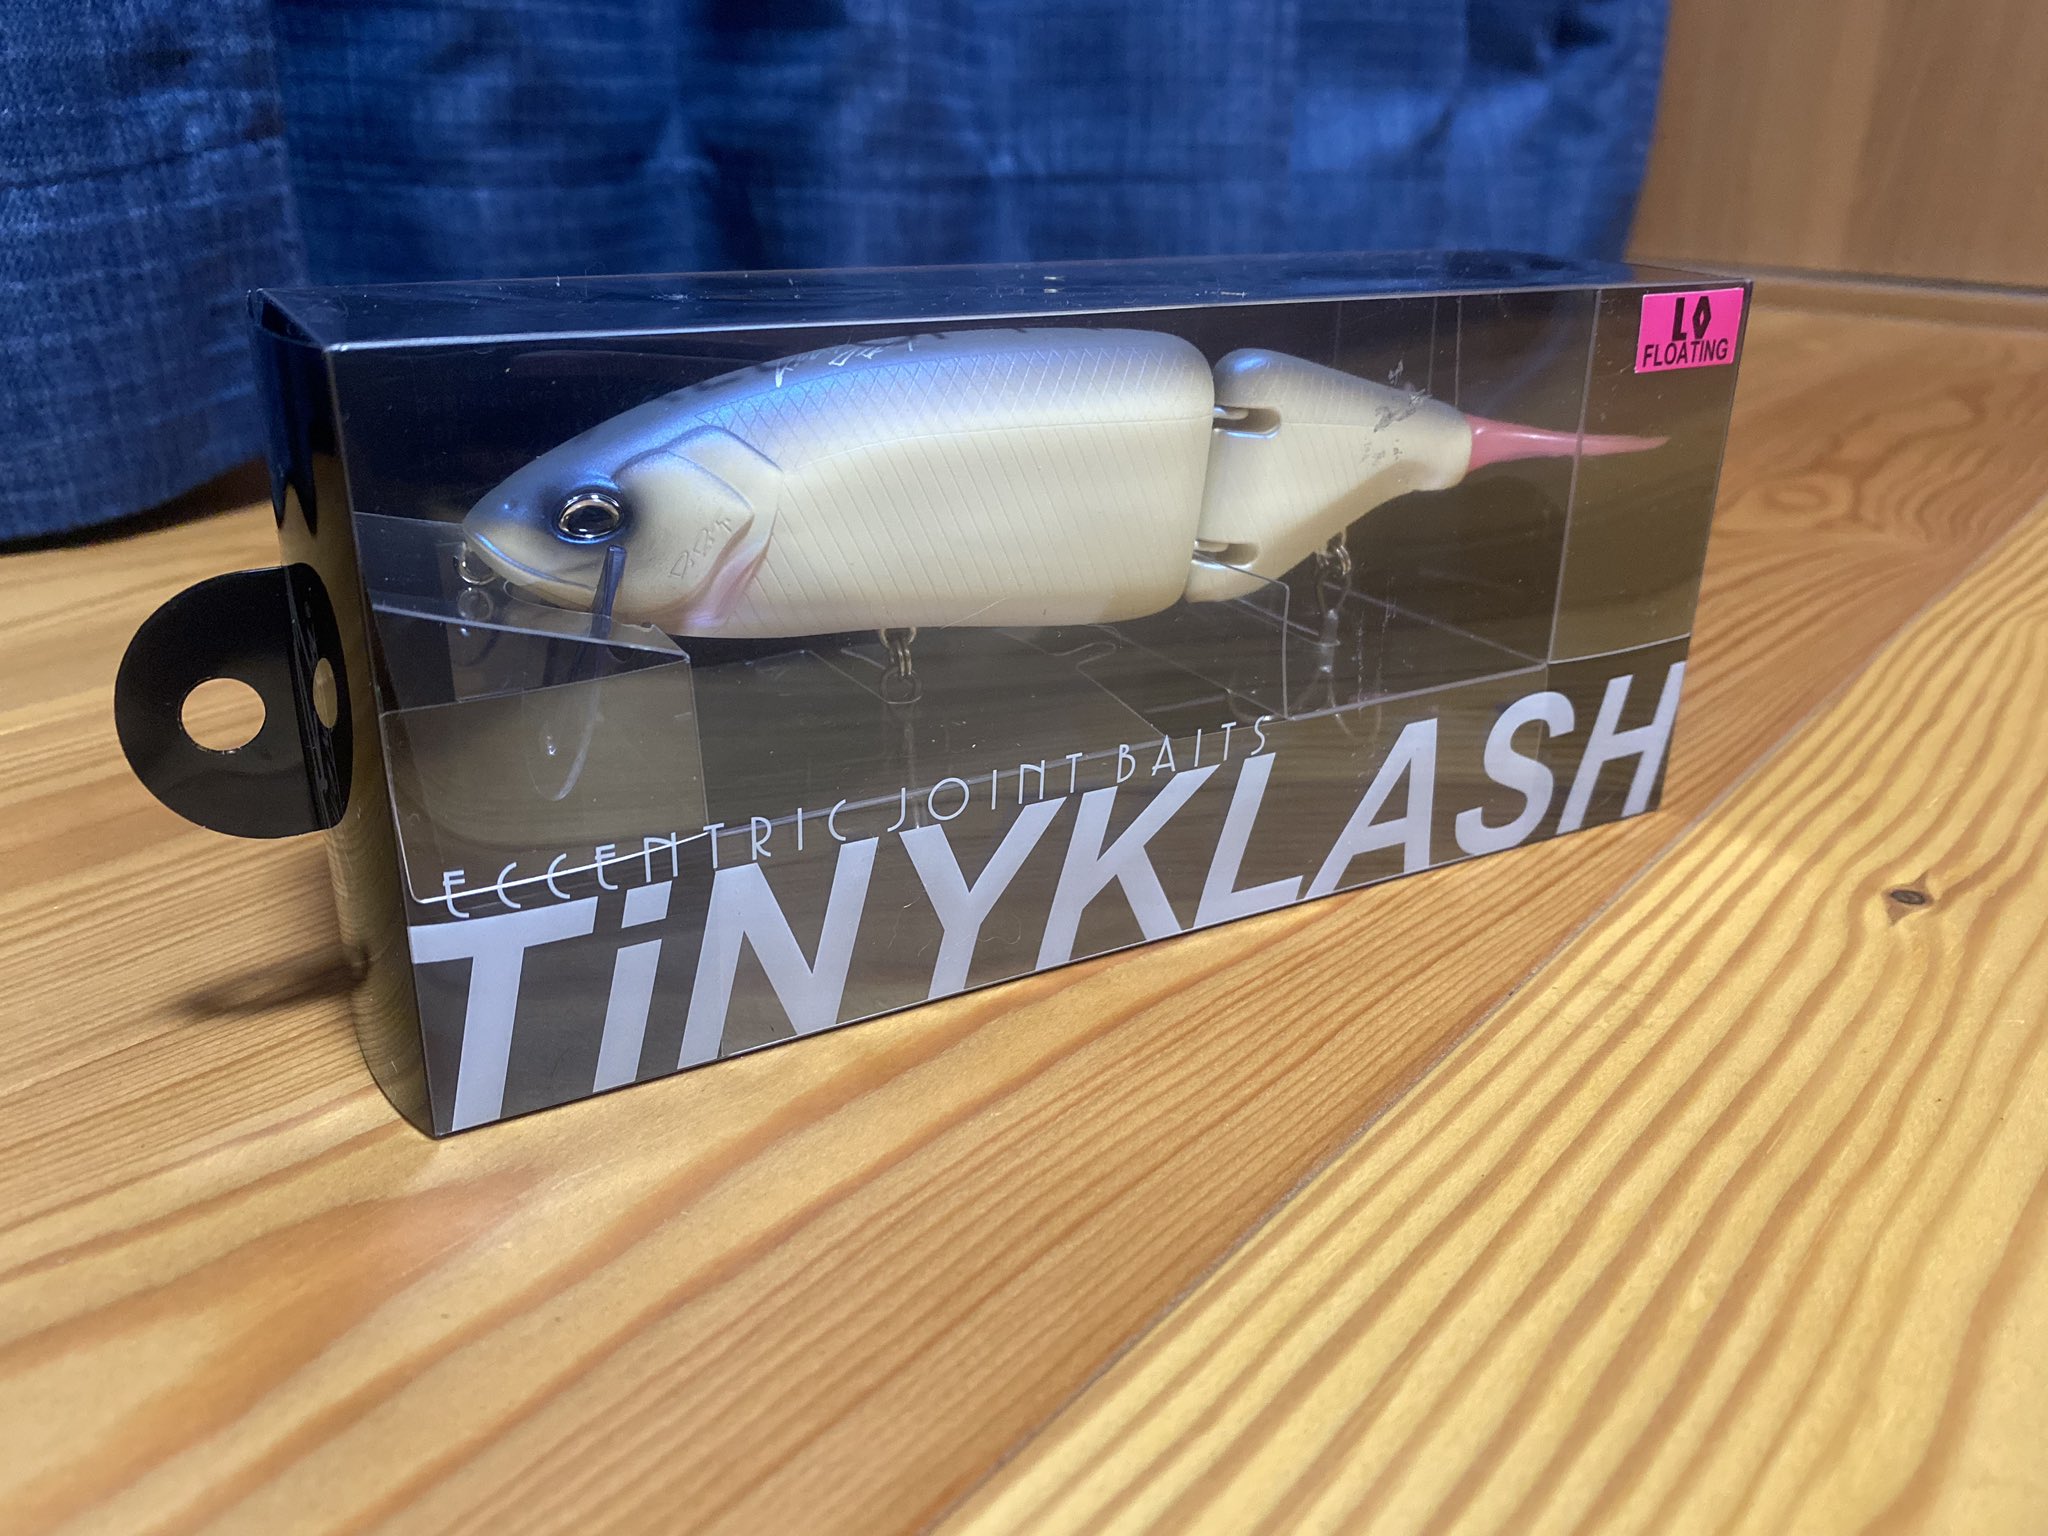 LO
FLOATING
ECCENTRIC JOINT BAITS
TiNYKLASH